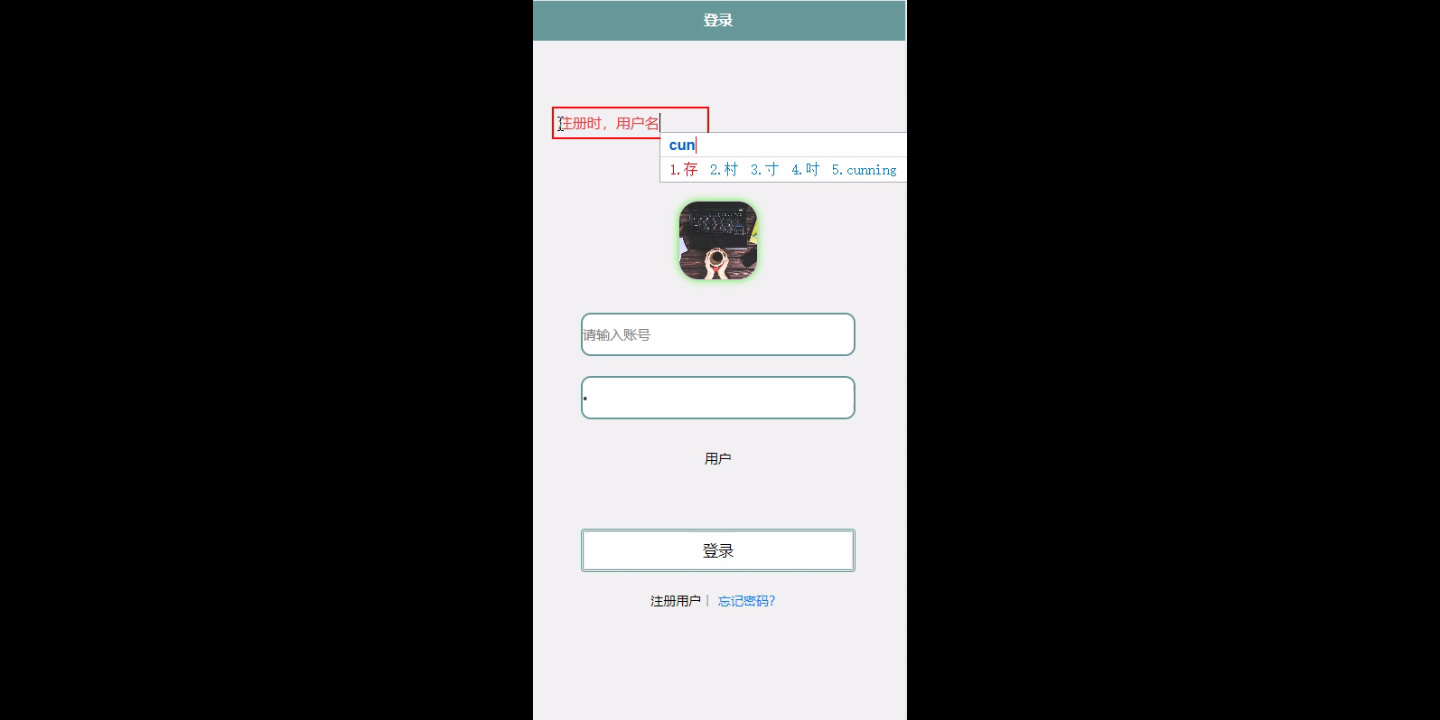 登录
注册时，用户名
cun
1.存 2.村 3.寸 4.吋 5.cunning
请输入账号
用户
登录
注册用户| 忘记密码?